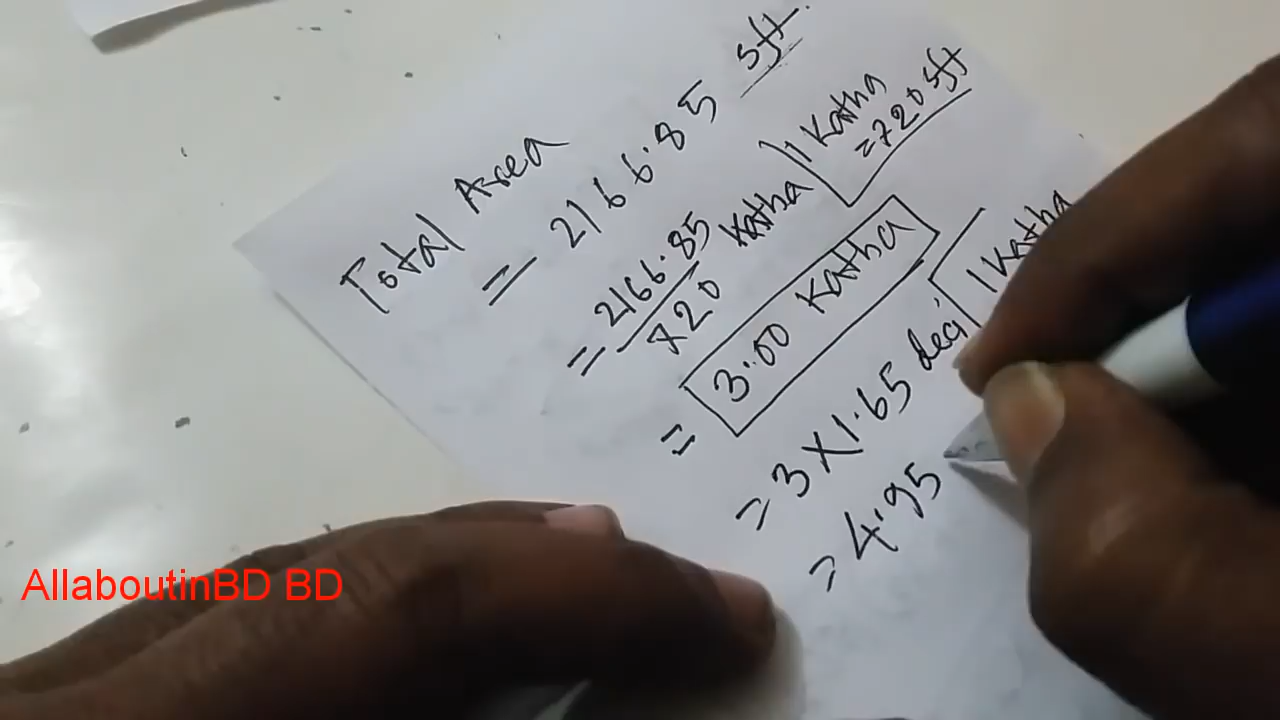 Total Area
= 2166.85 sft.
= 2166.85 / 720 Katha
1 Katha
= 720 sft
= 3.00 Katha
= 3 X 1.65 deci
1 Katha
= 4.95
AllaboutinBD BD